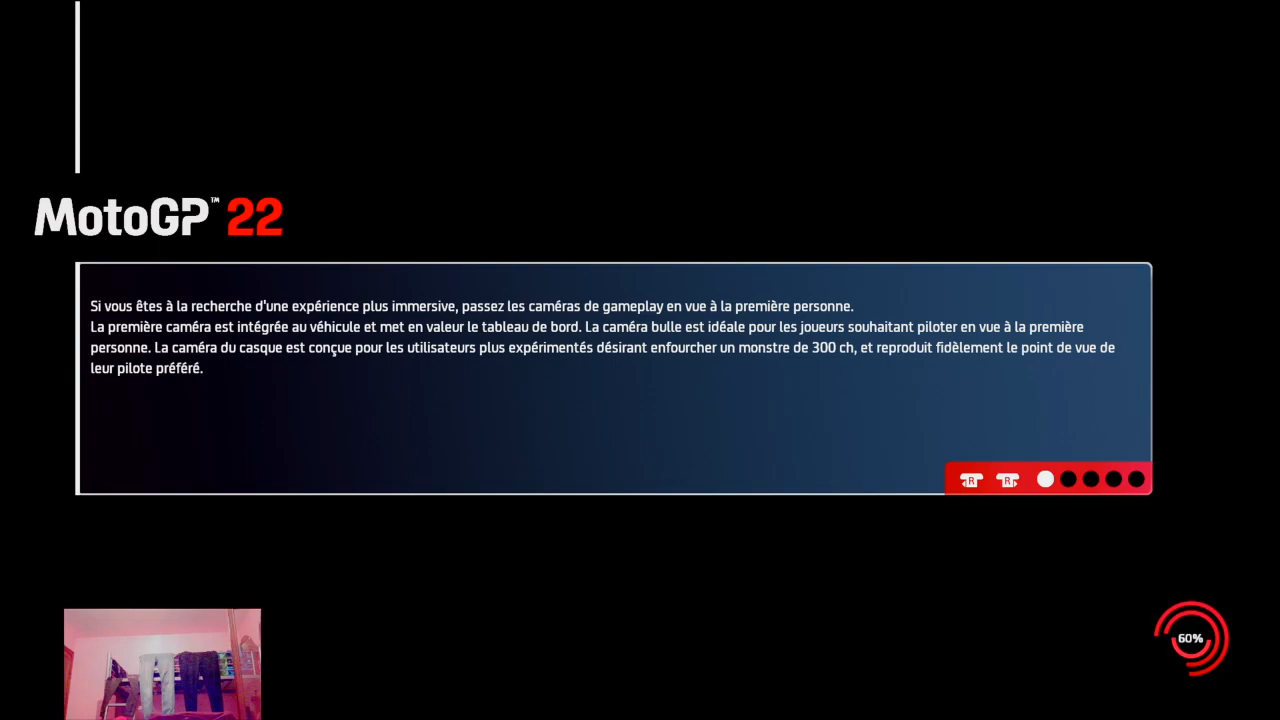 MotoGP™ 22
Si vous êtes à la recherche d'une expérience plus immersive, passez les caméras de gameplay en vue à la première personne.
La première caméra est intégrée au véhicule et met en valeur le tableau de bord. La caméra bulle est idéale pour les joueurs souhaitant piloter en vue à la première
personne. La caméra du casque est conçue pour les utilisateurs plus expérimentés désirant enfourcher un monstre de 300 ch, et reproduit fidèlement le point de vue de
leur pilote préféré.
R R
60%